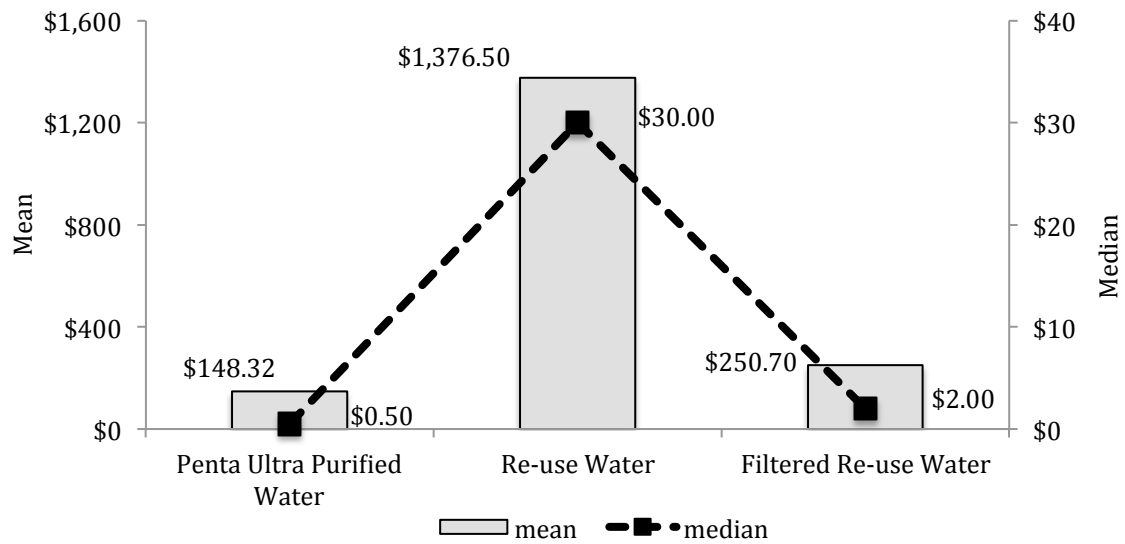 $1,600
$1,200
$800
$400
$0
Mean
$40
$30
$20
$10
$0
Median
$1,376.50
$30.00
$148.32
$0.50
$250.70
$2.00
Penta Ultra Purified
Water
Re-use Water
Filtered Re-use Water
mean
median